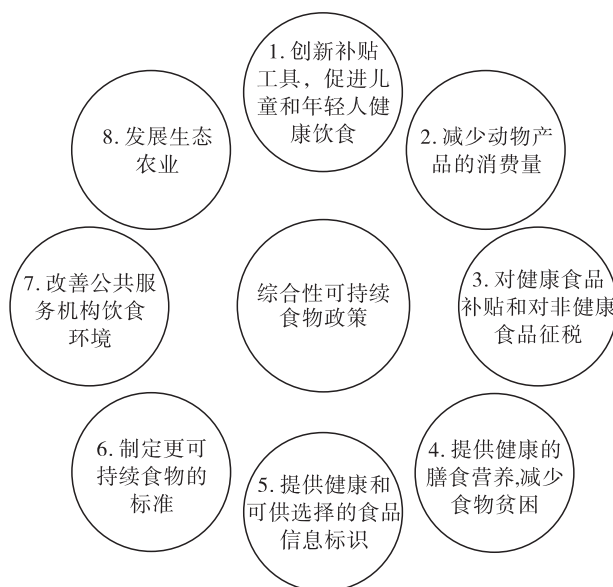 1. 创新补贴
工具，促进儿
童和年轻人健
康饮食
2. 减少动物产
品的消费量
3. 对健康食品
补贴和对非健康
食品征税
4. 提供健康的
膳食营养,减少
食物贫困
5. 提供健康和
可供选择的食品
信息标识
6. 制定更可
持续食物的
标准
7. 改善公共服
务机构饮食
环境
8. 发展生态
农业
综合性可持续
食物政策